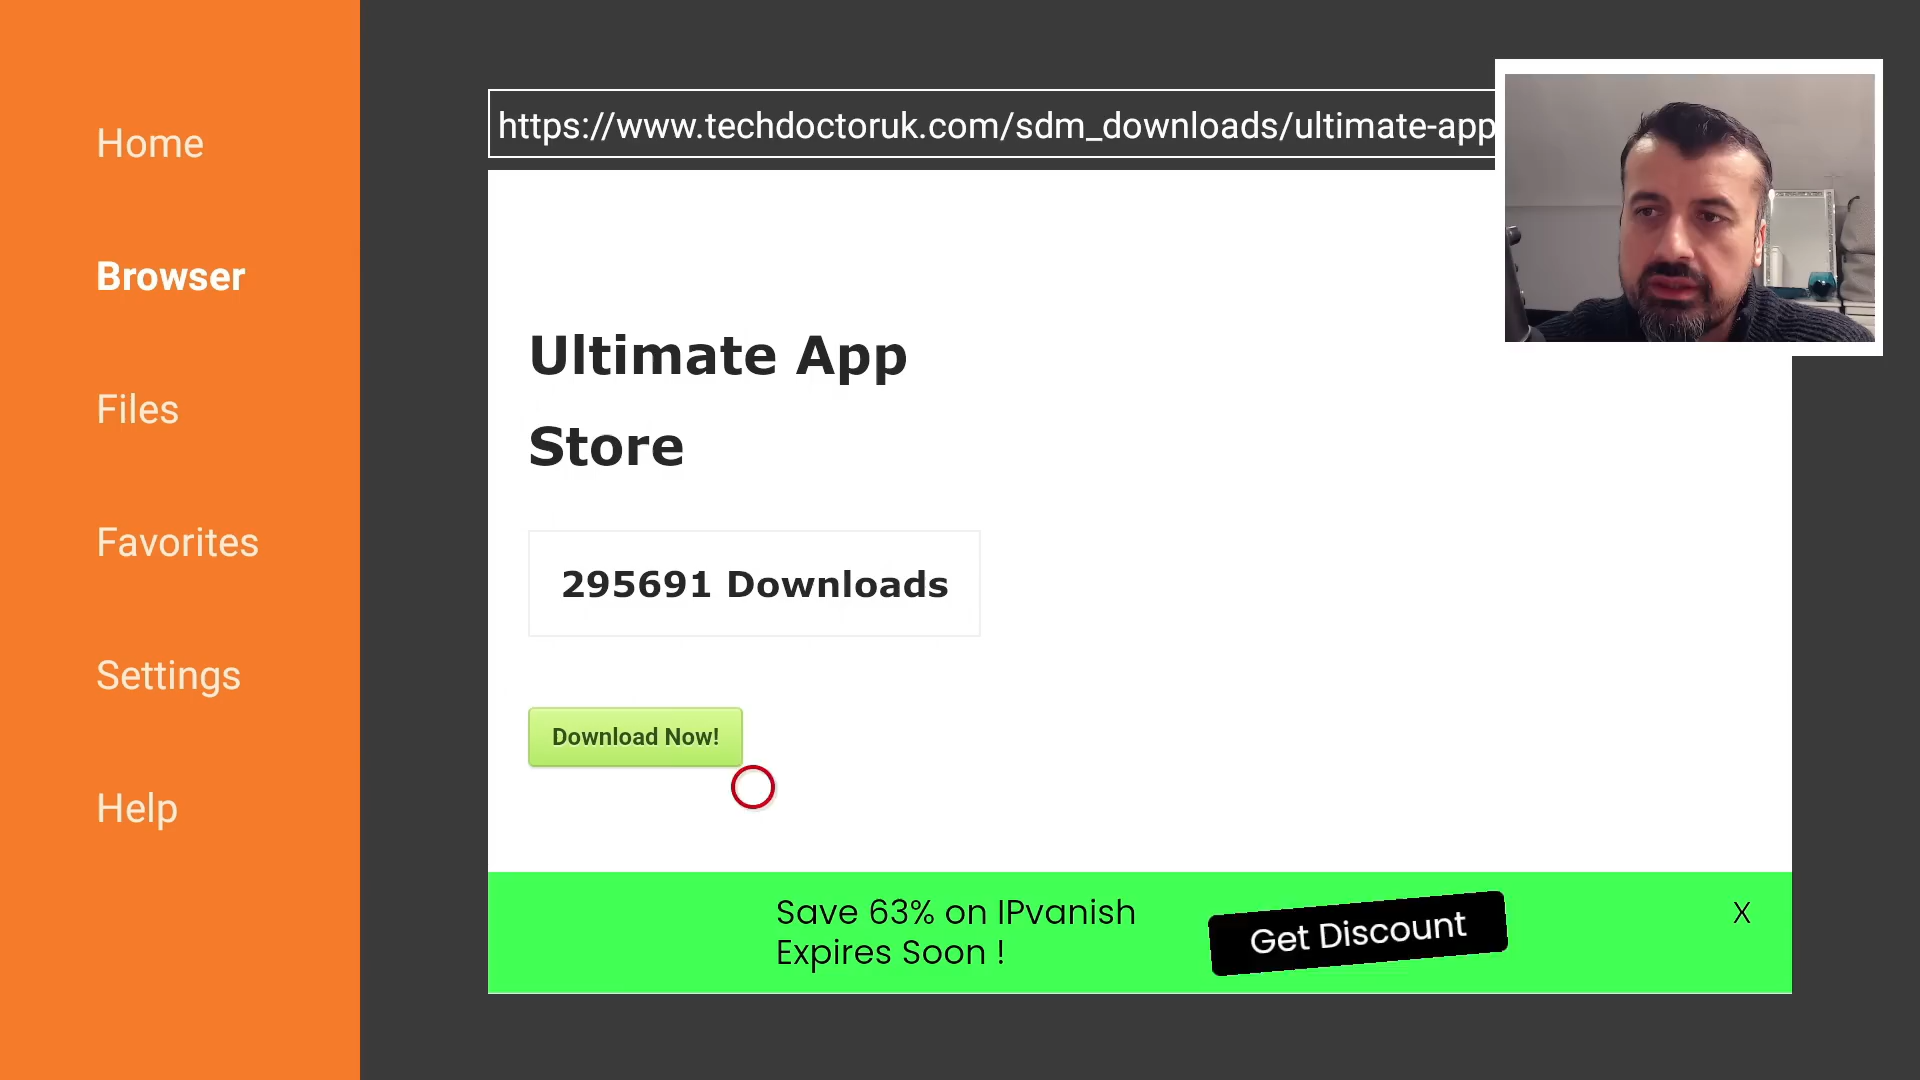 Home
Browser
Files
Favorites
Settings
Help
https://www.techdoctoruk.com/sdm_downloads/ultimate-app
Ultimate App
Store
295691 Downloads
Download Now!
Save 63% on IPvanish
Expires Soon !
Get Discount
X